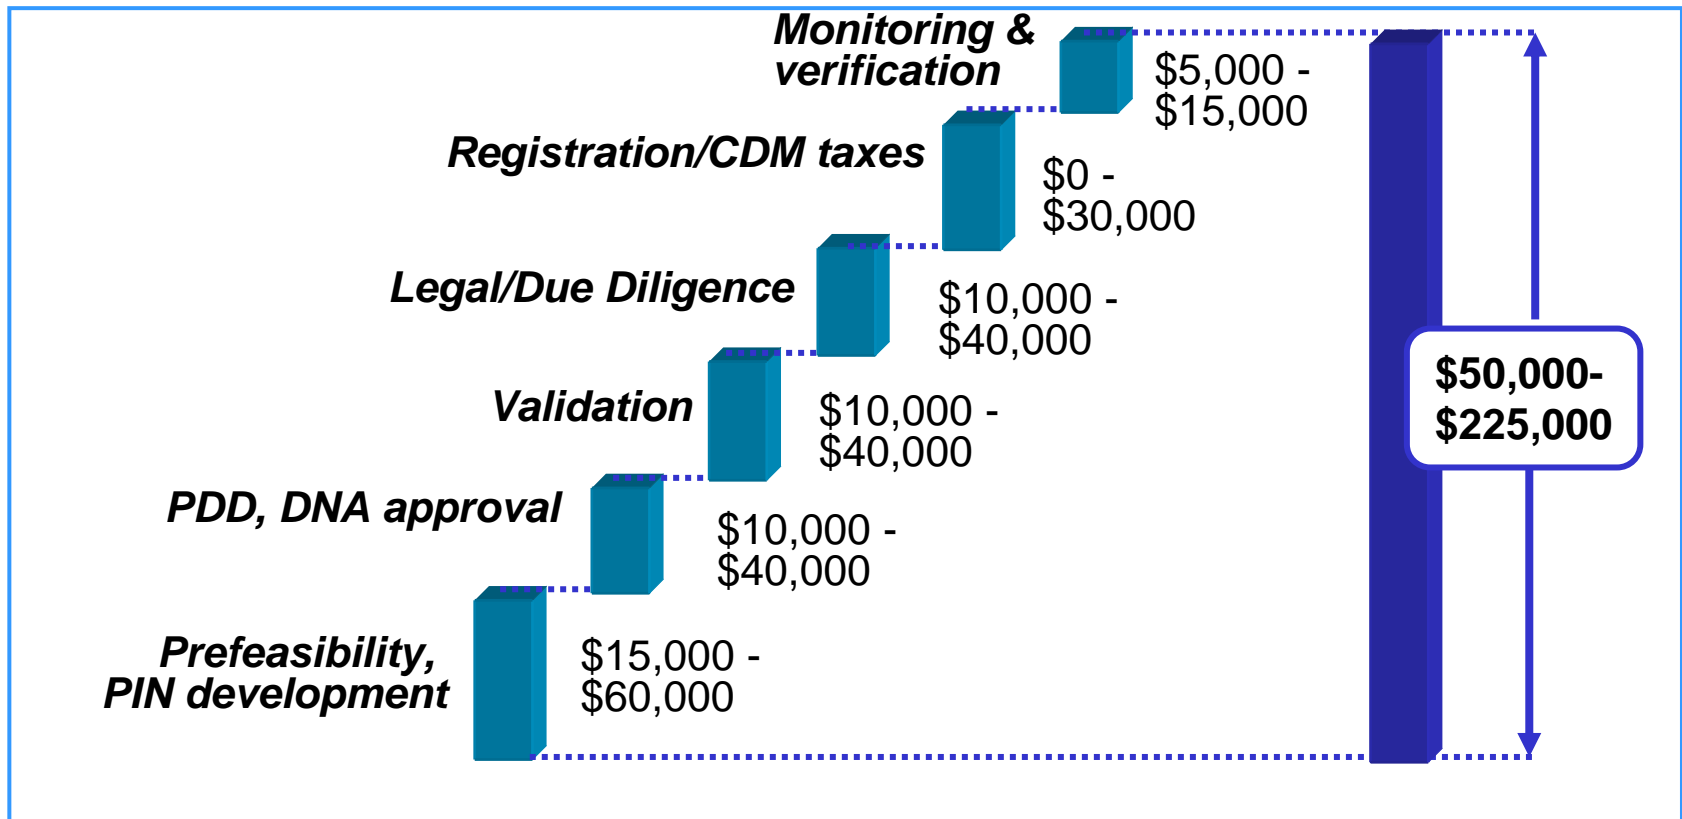 Monitoring &
verification
$5,000 -
$15,000
Registration/CDM taxes
$0 -
$30,000
Legal/Due Diligence
$10,000 -
$40,000
$50,000-
$225,000
Validation
$10,000 -
$40,000
PDD, DNA approval
$10,000 -
$40,000
Prefeasibility,
PIN development
$15,000 -
$60,000